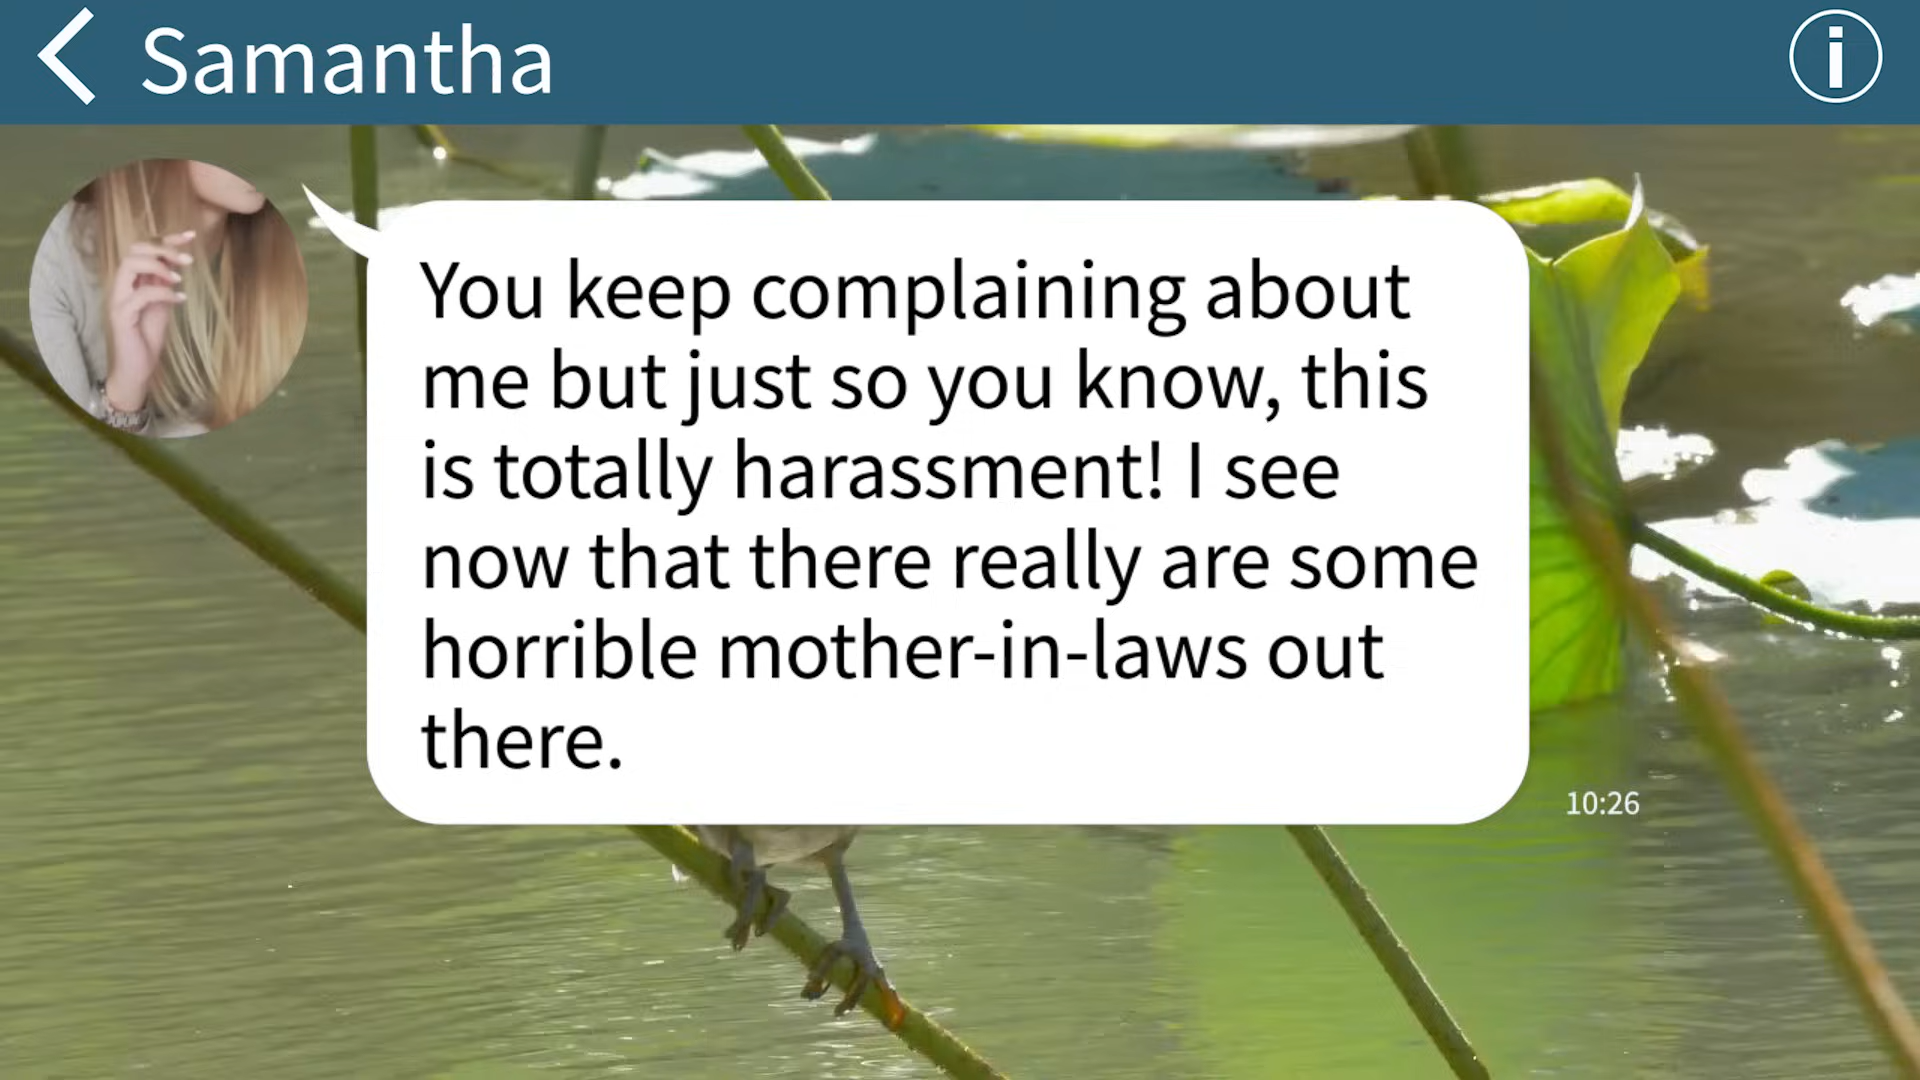 Samantha
You keep complaining about
me but just so you know, this
is totally harassment! I see
now that there really are some
horrible mother-in-laws out
there.
10:26